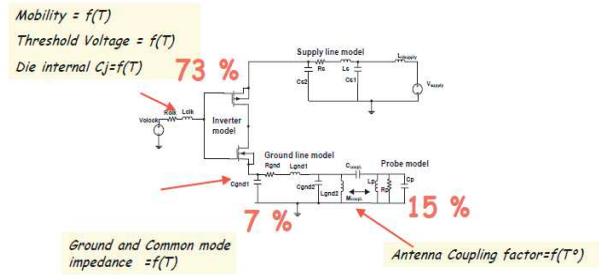 Mobility = f(T)
Threshold Voltage = f(T)
Die internal Cj=f(T)
73 %
Supply line model
Rs
Ls
Cs2
Cs1
Vsupply
Rclk
Lclk
Vclock
Inverter
model
Ground line model
Rgnd
Lgnd1
Cgnd1
Cgnd2
Lgnd2
Probe model
Lp
Rp
Cp
7 %
15 %
Ground and Common mode
impedance =f(T)
Antenna Coupling factor=f(T°)